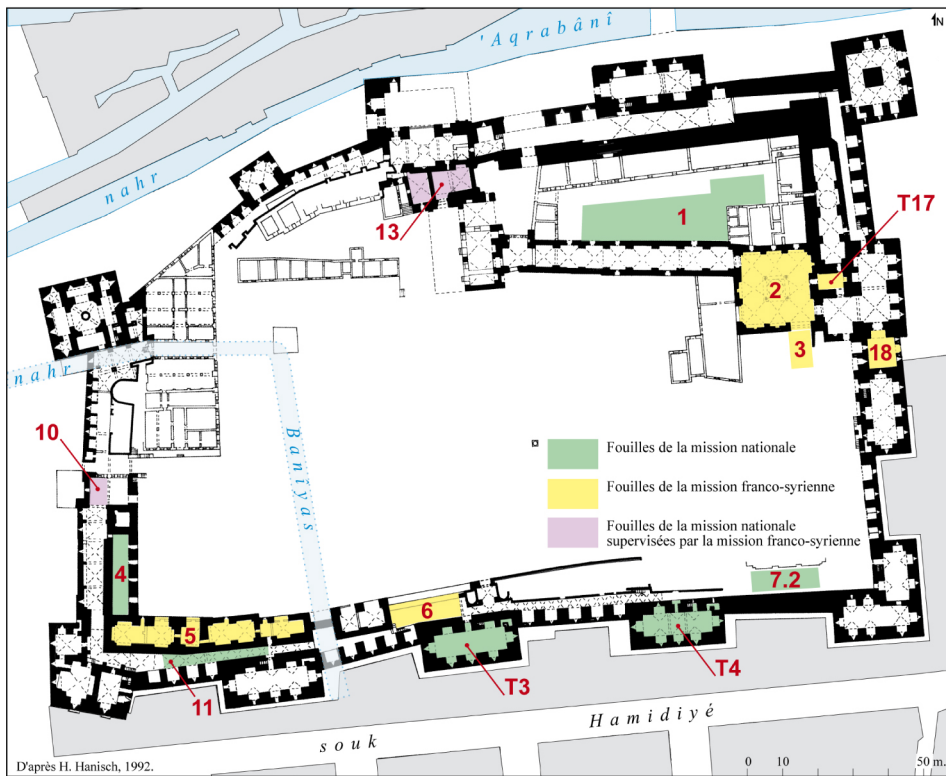 N
'Aqrabânî
nahr
1
T17
13
2
3
18
nahr
Baniyas
10
Fouilles de la mission nationale
Fouilles de la mission franco-syrienne
Fouilles de la mission nationale
supervisées par la mission franco-syrienne
4
7.2
6
5
T3
T4
11
Hamidiyé
souk
D'après H. Hanisch, 1992.
0 10 50 m.